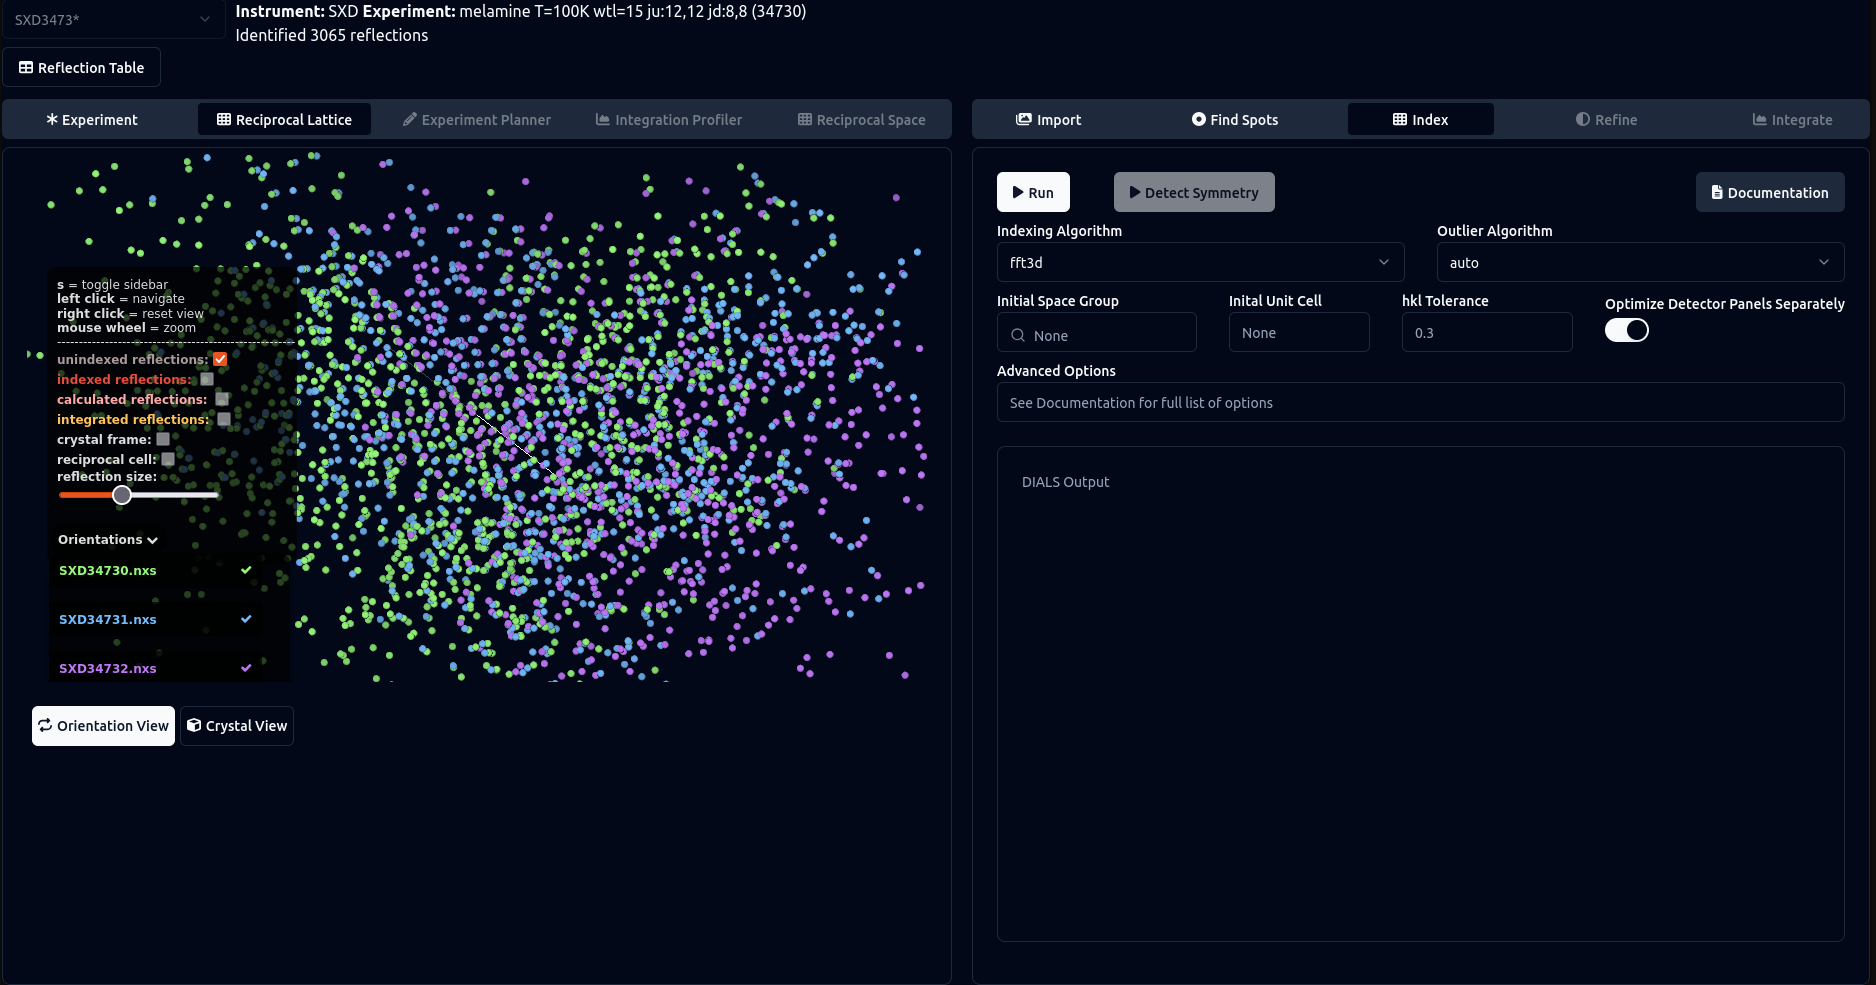 SXD3473*
Instrument: SXD Experiment: melamine T=100K wtl=15 ju:12,12 jd:8,8 (34730)
Identified 3065 reflections
Reflection Table
Experiment
Reciprocal Lattice
Experiment Planner
Integration Profiler
Reciprocal Space
s = toggle sidebar
left click = navigate
right click = reset view
mouse wheel = zoom
unindexed reflections:
indexed reflections:
calculated reflections:
integrated reflections:
crystal frame:
reciprocal cell:
reflection size:
Orientations
SXD34730.nxs
SXD34731.nxs
SXD34732.nxs
Orientation View
Crystal View
Import
Find Spots
Index
Refine
Integrate
Run
Detect Symmetry
Documentation
Indexing Algorithm
Outlier Algorithm
fft3d
auto
Initial Space Group
Inital Unit Cell
hkl Tolerance
Optimize Detector Panels Separately
None
None
0.3
Advanced Options
See Documentation for full list of options
DIALS Output